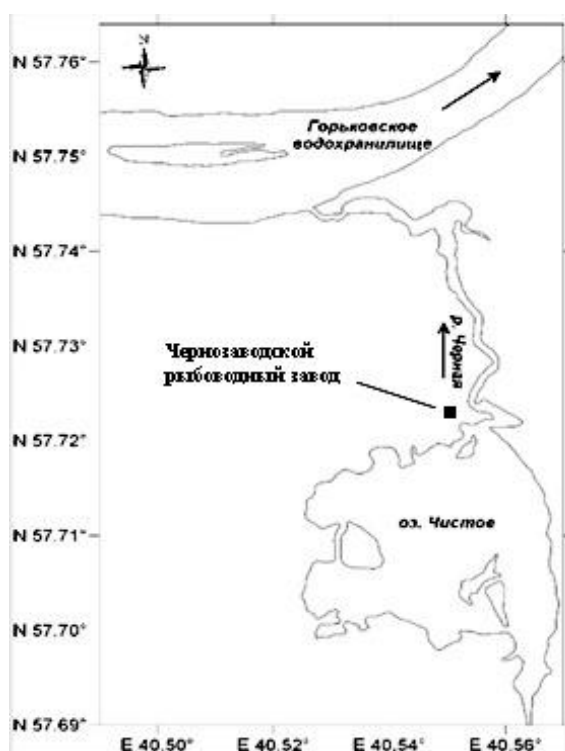 N 57.76°
Горьковское
водохранилище
N 57.75°
N 57.74°
N 57.73°
р. Черная
Чернозаводской
рыбоводный завод
N 57.72°
N 57.71°
оз. Чистое
N 57.70°
N 57.69°
E 40.50° E 40.52° E 40.54° E 40.56°